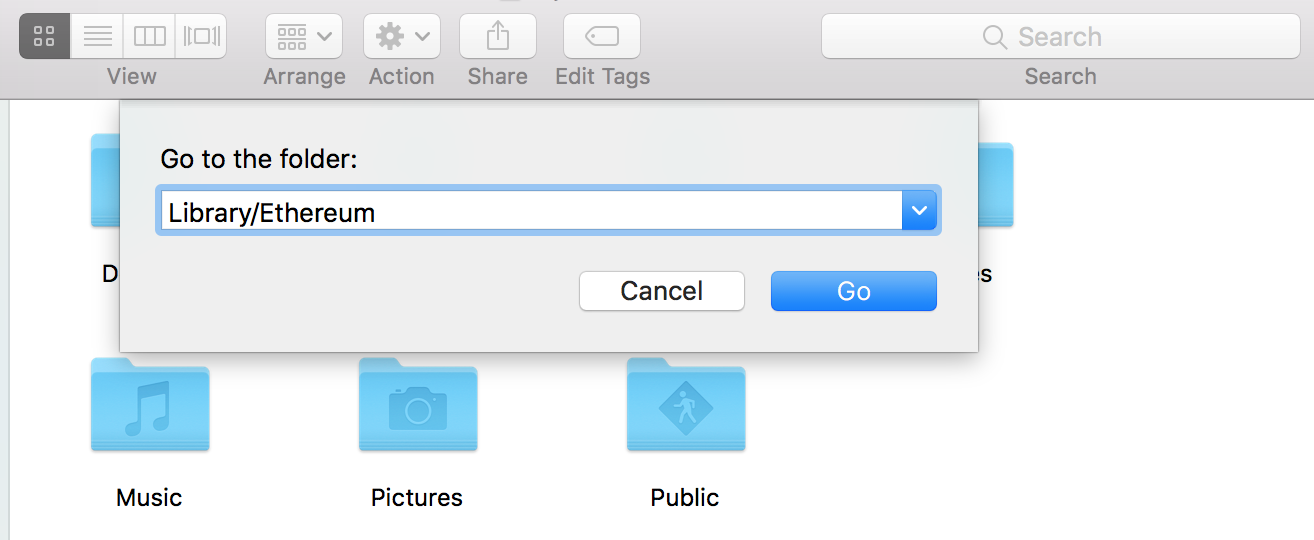 Search
View Arrange Action Share Edit Tags Search
Go to the folder:
Library/Ethereum
Cancel Go
Music Pictures Public